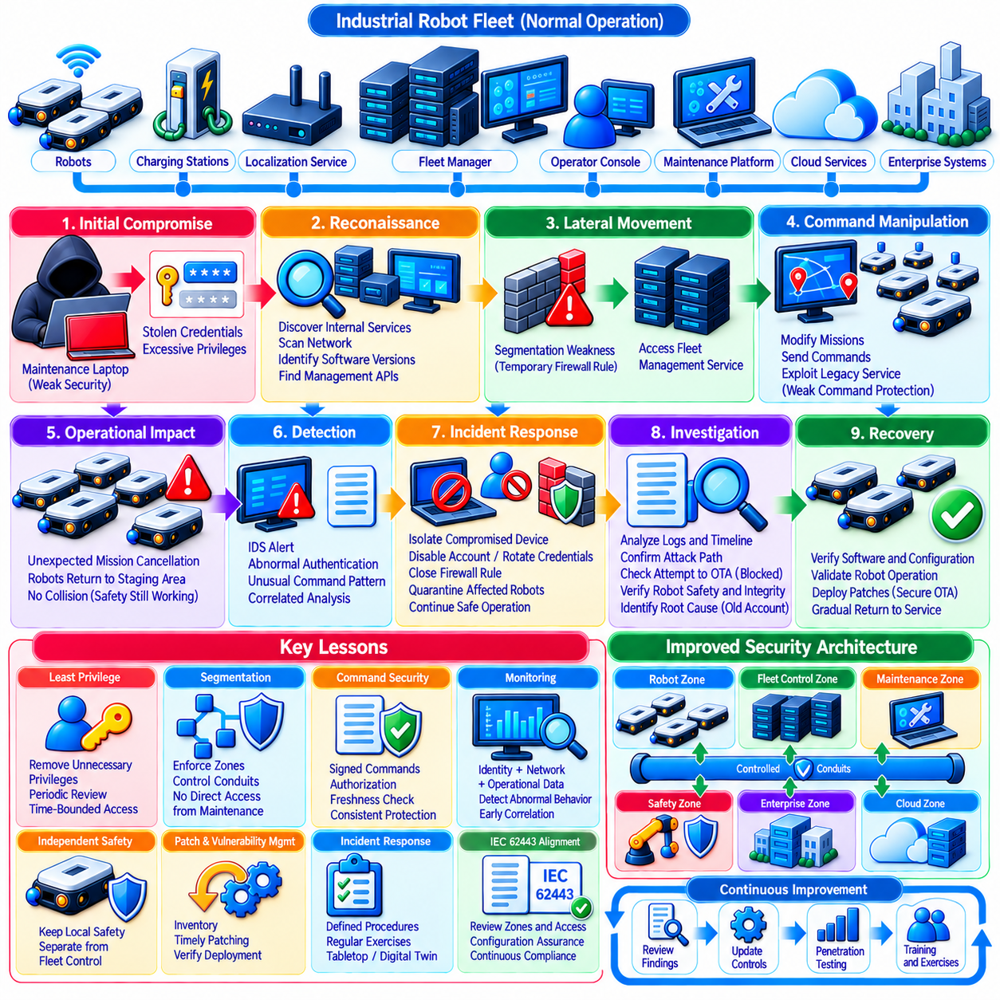 Industrial Robot Fleet (Normal Operation)
Robots
Charging Stations
Localization Service
Fleet Manager
Operator Console
Maintenance Platform
Cloud Services
Enterprise Systems
1. Initial Compromise
Stolen Credentials
Excessive Privileges
Maintenance Laptop
(Weak Security)
2. Reconaissance
Discover Internal Services
Scan Network
Identify Software Versions
Find Management APIs
3. Lateral Movement
Segmentation Weakness
(Temporary Firewall Rule)
Access Fleet
Management Service
4. Command Manipulation
Modify Missions
Send Commands
Exploit Legacy Service
(Weak Command Protection)
5. Operational Impact
Unexpected Mission Cancellation
Robots Return to Staging Area
No Collision (Safety Still Working)
6. Detection
IDS Alert
Abnormal Authentication
Unusual Command Pattern
Correlated Analysis
7. Incident Response
Isolate Compromised Device
Disable Account / Rotate Credentials
Close Firewall Rule
Quarantine Affected Robots
Continue Safe Operation
8. Investigation
Analyze Logs and Timeline
Confirm Attack Path
Check Attempt to OTA (Blocked)
Verify Robot Safety and Integrity
Identify Root Cause (Old Account)
9. Recovery
Verify Software and Configuration
Validate Robot Operation
Deploy Patches (Secure OTA)
Gradual Return to Service
Key Lessons
Least Privilege
Remove Unnecessary
Privileges
Periodic Review
Time-Bounded Access
Segmentation
Enforce Zones
Control Conduits
No Direct Access
from Maintenance
Command Security
Signed Commands
Authorization
Freshness Check
Consistent Protection
Monitoring
Identity + Network
+ Operational Data
Detect Abnormal Behavior
Early Correlation
Independent Safety
Keep Local Safety
Separate from
Fleet Control
Patch & Vulnerability Mgmt
Inventory
Timely Patching
Verify Deployment
Incident Response
Defined Procedures
Regular Exercises
Tabletop / Digital Twin
IEC 62443 Alignment
IEC
62443
Review Zones and Access
Configuration Assurance
Continuous Compliance
Improved Security Architecture
Robot Zone
Fleet Control Zone
Maintenance Zone
Controlled Conduits
Safety Zone
Enterprise Zone
Cloud Zone
Continuous Improvement
Review
Findings
Update
Controls
Penetration
Testing
Training
and Exercises